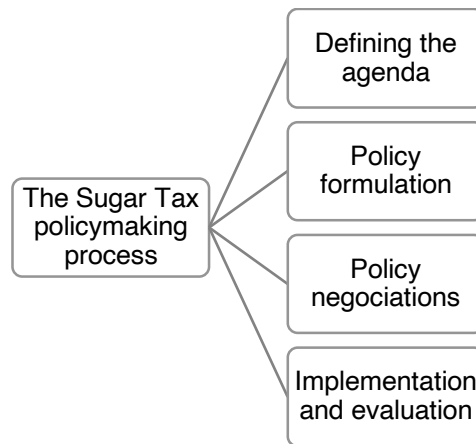 Defining the
agenda
Policy
formulation
The Sugar Tax
policymaking
process
Policy
negociations
Implementation
and evaluation